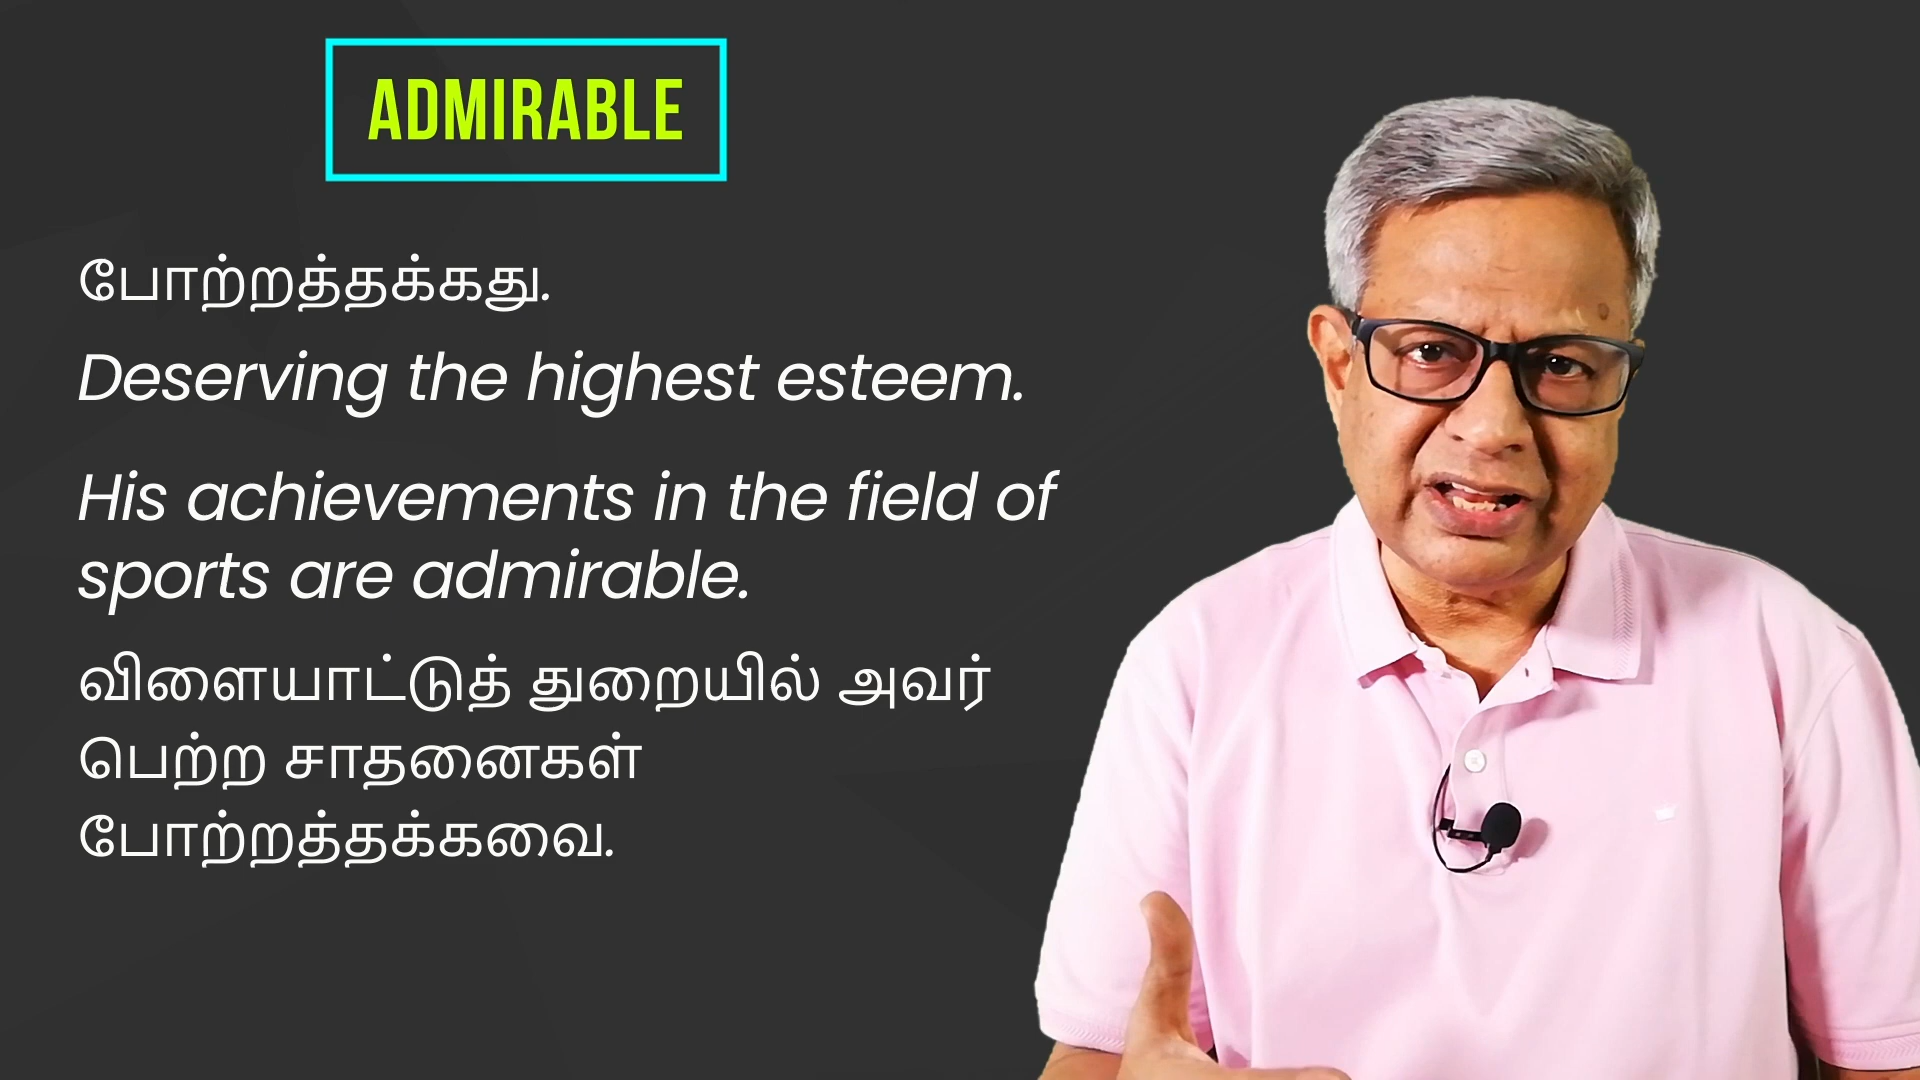 ADMIRABLE
போற்றத்தக்கது.
Deserving the highest esteem.
His achievements in the field of
sports are admirable.
விளையாட்டுத் துறையில் அவர்
பெற்ற சாதனைகள்
போற்றத்தக்கவை.